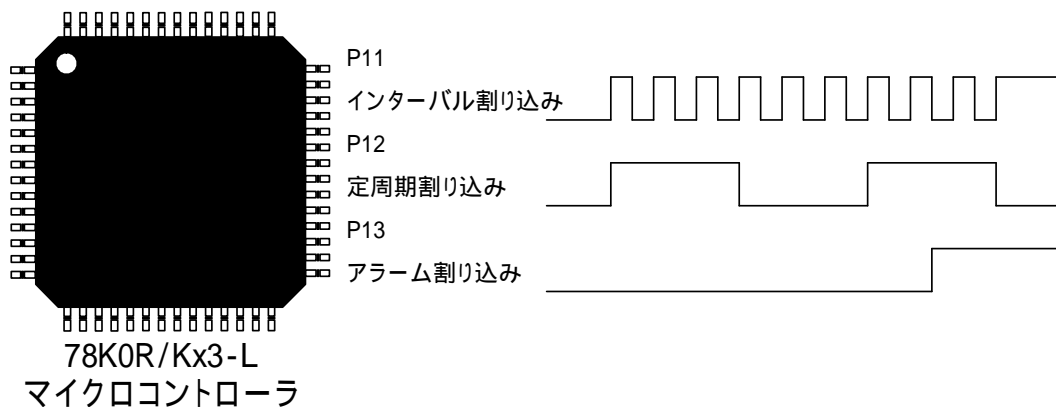 P11
インターバル割り込み
P12
定周期割り込み
P13
アラーム割り込み
78K0R/Kx3-L
マイクロコントローラ